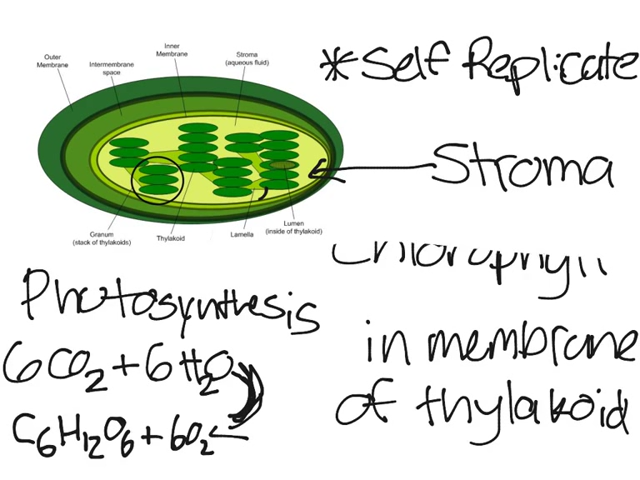 Outer
Membrane
Intermembrane
space
Inner
Membrane
Stroma
(aqueous fluid)
*Self Replicate
Stroma
Granum
(stack of thylakoids)
Thylakoid
Lamella
Lumen
(inside of thylakoid)
Chlorophyll
in membrane
of thylakoid
Photosynthesis
6CO₂+6H₂O
C₆H₁₂O₆+6O₂